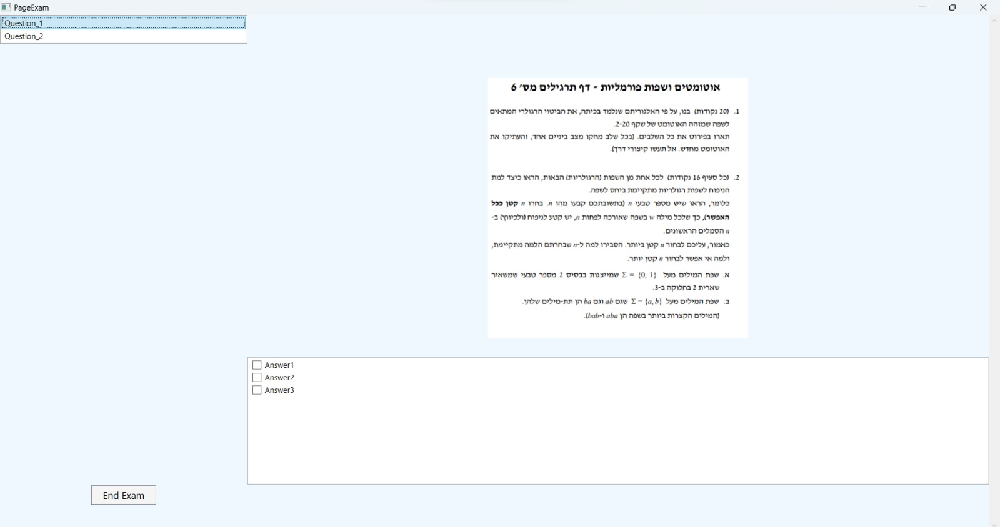 PageExam
Question_1
Question_2
אוטומטים ושפות פורמליות - דף תרגילים מס' 6
1. (20 נקודות) בנו, על פי האלגוריתם שנלמד בכיתה, את הביטוי הרגולרי המתאים
לשפה שמזהה האוטומט של שקף 2-20.
תארו בפירוט את כל השלבים. (בכל שלב מחקו מצב ביניים אחד, והעתיקו את
האוטומט מחדש. אל תעשו קיצורי דרך).
2. (כל סעיף 16 נקודות) לכל אחת מן השפות (הרגולריות) הבאות, הראו כיצד למת
הניפוח לשפות רגולריות מתקיימת ביחס לשפה.
כלומר, הראו שיש מספר טבעי n (בתשובתכם קבעו מהו n. בחרו n קטן ככל
האפשר), כך שלכל מילה w בשפה שאורכה לפחות n, יש קטע לניפוח (ולכיווץ) ב-
n הסמלים הראשונים.
כאמור, עליכם לבחור n קטן ביותר. הסבירו למה ל-n שבחרתם הלמה מתקיימת,
ולמה אי אפשר לבחור n קטן יותר.
א. שפת המילים מעל Σ = {0, 1} שמייצגות בבסיס 2 מספר טבעי שמשאיר
שארית 2 בחלוקה ב-3.
ב. שפת המילים מעל Σ = {a, b} שגם ab וגם ba הן תת-מילים שלהן.
(המילים הקצרות ביותר בשפה הן aba ו-bab).
Answer1
Answer2
Answer3
End Exam